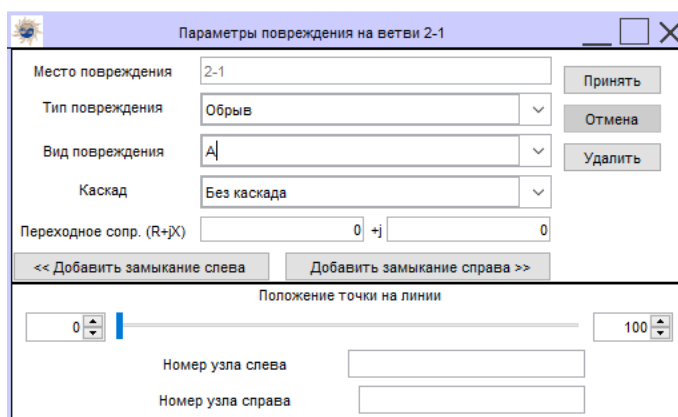 Параметры повреждения на ветви 2-1
Место повреждения 2-1 Принять
Тип повреждения Обрыв Отмена
Вид повреждения А Удалить
Каскад Без каскада
Переходное сопр. (R+jX) 0 +j 0
<< Добавить замыкание слева Добавить замыкание справа >>
Положение точки на линии
0 100
Номер узла слева
Номер узла справа